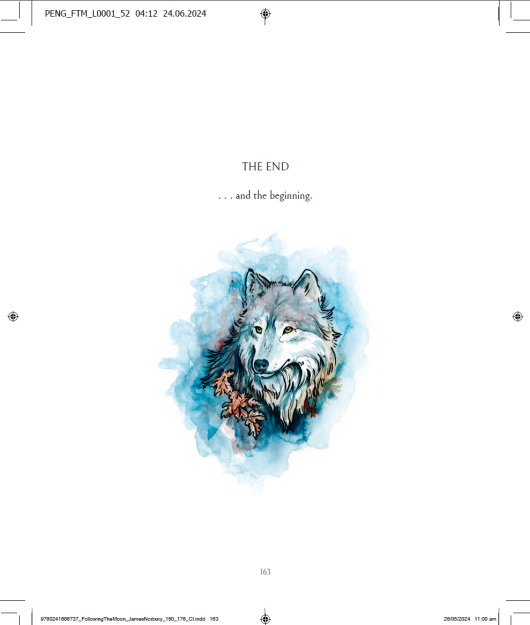 PENG_FTM_L0001_52 04:12 24.06.2024
THE END
. . . and the beginning.
163
9780241686737_FollowingTheMoon_JamesNorbury_150_176_CI.indd 163
28/05/2024 11:00 am